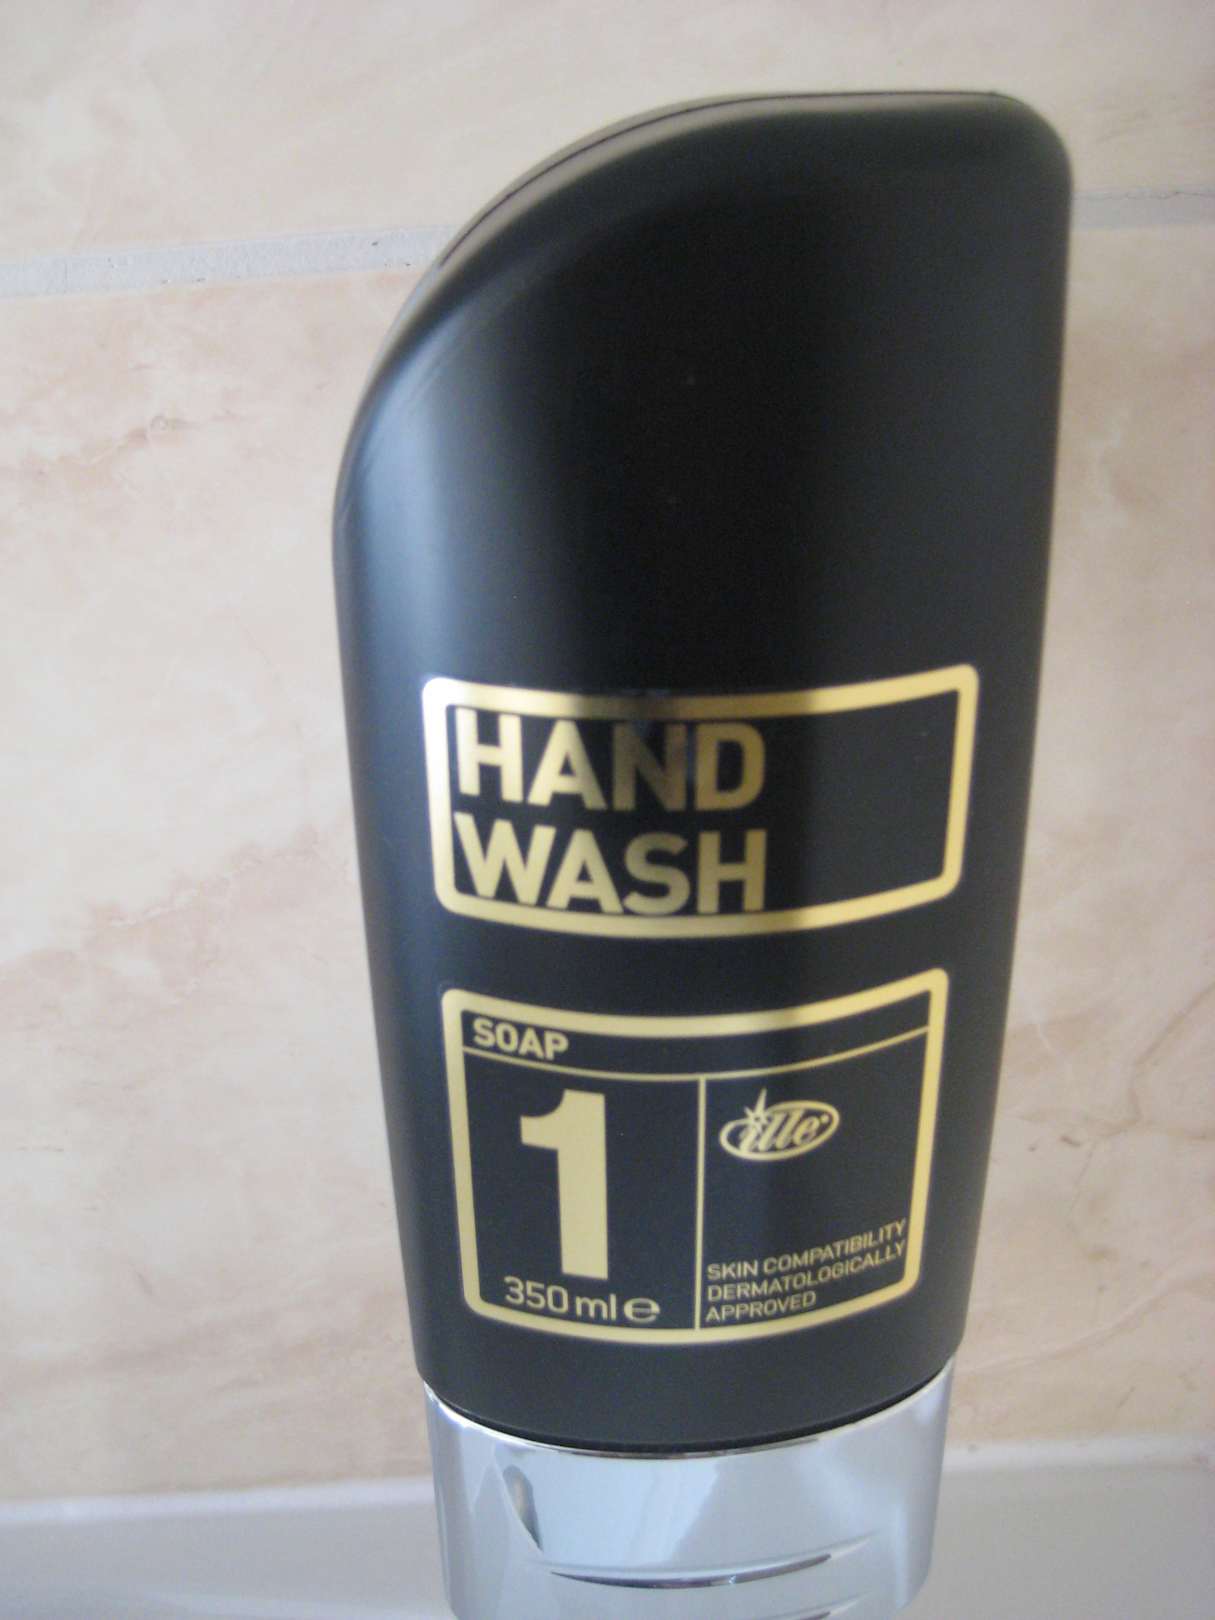 HAND
WASH
SOAP
1
350 ml e
ille
SKIN COMPATIBILITY
DERMATOLOGICALLY
APPROVED